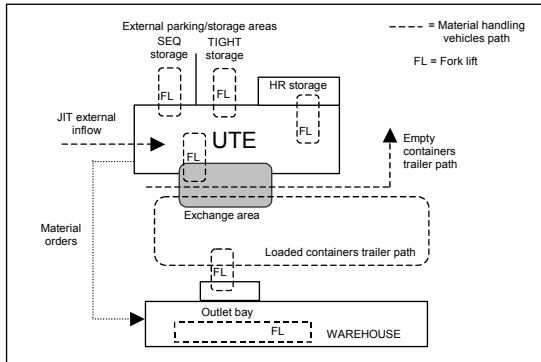 External parking/storage areas
SEQ
storage
TIGHT
storage
= Material handling
vehicles path
FL = Fork lift
FL
FL
HR storage
FL
JIT external
inflow
UTE
FL
Empty
containers
trailer path
Exchange area
Material
orders
Loaded containers trailer path
FL
Outlet bay
FL
WAREHOUSE